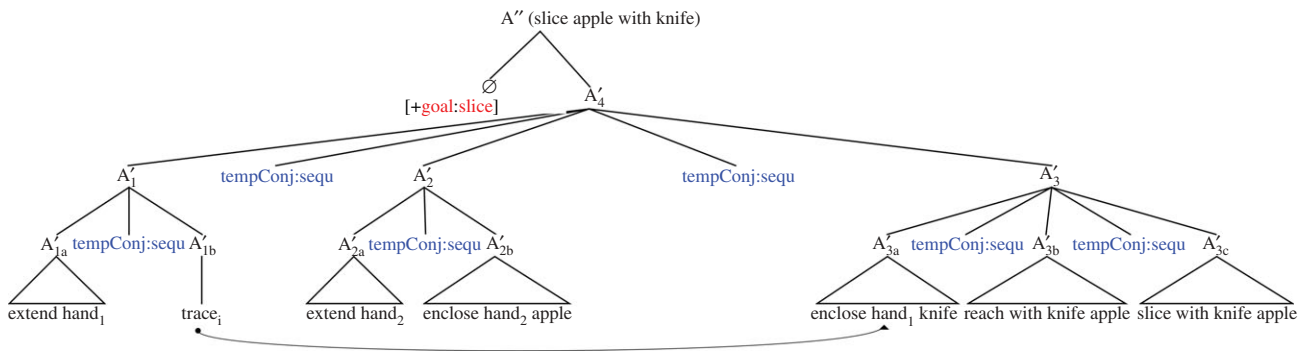 A″ (slice apple with knife)
∅
[+goal:slice]
A′4
A′1 tempConj:sequ A′2 tempConj:sequ A′3
A′1a tempConj:sequ A′1b A′2a tempConj:sequ A′2b A′3a tempConj:sequ A′3b tempConj:sequ A′3c
extend hand1 tracei extend hand2 enclose hand2 apple enclose hand1 knife reach with knife apple slice with knife apple